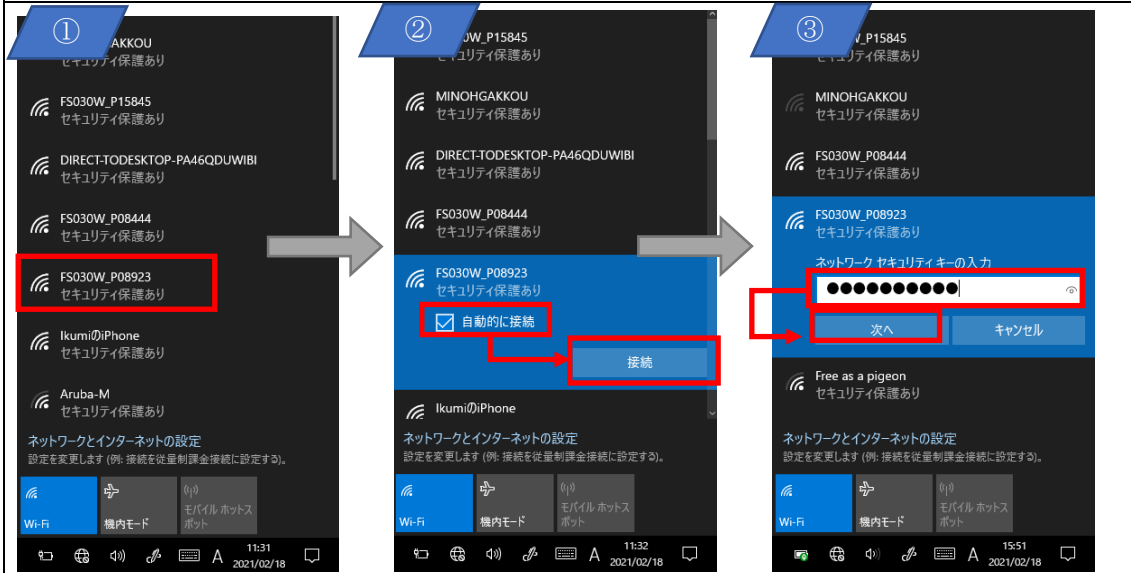 ①
AKKOU
セキュリティ保護あり
FS030W_P15845
セキュリティ保護あり
DIRECT-TODESKTOP-PA46QDUWIBI
セキュリティ保護あり
FS030W_P08444
セキュリティ保護あり
FS030W_P08923
セキュリティ保護あり
IkumiのiPhone
セキュリティ保護あり
Aruba-M
セキュリティ保護あり
ネットワークとインターネットの設定
設定を変更します (例: 接続を従量制課金接続に設定する)。
Wi-Fi
機内モード
モバイル ホットス
ポット
A
11:31
2021/02/18
②
0W_P15845
セキュリティ保護あり
MINOHGAKKOU
セキュリティ保護あり
DIRECT-TODESKTOP-PA46QDUWIBI
セキュリティ保護あり
FS030W_P08444
セキュリティ保護あり
FS030W_P08923
セキュリティ保護あり
自動的に接続
接続
IkumiのiPhone
ネットワークとインターネットの設定
設定を変更します (例: 接続を従量制課金接続に設定する)。
Wi-Fi
機内モード
モバイル ホットス
ポット
A
11:32
2021/02/18
③
_P15845
セキュリティ保護あり
MINOHGAKKOU
セキュリティ保護あり
FS030W_P08444
セキュリティ保護あり
FS030W_P08923
セキュリティ保護あり
ネットワーク セキュリティ キーの入力
●●●●●●●●●●
次へ
キャンセル
Free as a pigeon
セキュリティ保護あり
ネットワークとインターネットの設定
設定を変更します (例: 接続を従量制課金接続に設定する)。
Wi-Fi
機内モード
モバイル ホットス
ポット
A
15:51
2021/02/18